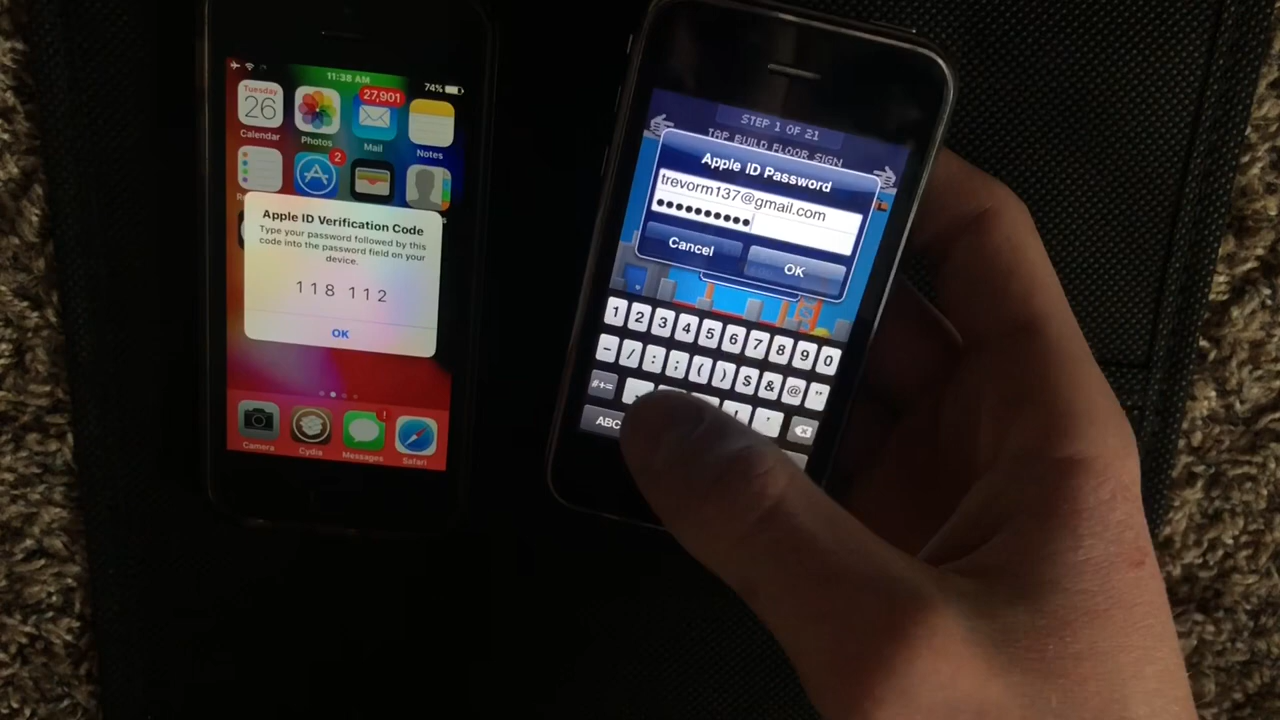 11:38 AM
74%
Tuesday
26
27,901
Calendar
Photos
Mail
Notes
2
Apple ID Verification Code
Type your password followed by this
code into the password field on your
device.
118 112
OK
!
Camera
Cydia
Messages
Safari
STEP 1 OF 21
TAP BUILD FLOOR SIGN
Apple ID Password
trevorm137@gmail.com
••••••••••
Cancel
OK
1 2 3 4 5 6 7 8 9 0
- / : ; ( ) $ & @ "
#+= . ! '
ABC